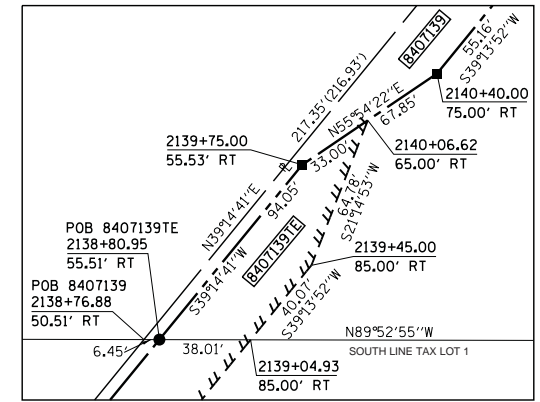 8407139
55.16'
S39°13'52"W
217.35'(216.93')
N55°54'22"E
67.85'
2140+40.00
75.00' RT
2139+75.00
55.53' RT
33.00'
2140+06.62
65.00' RT
N39°14'41"E
94.05'
64.78'
S21°14'53"W
POB 8407139TE
2138+80.95
55.51' RT
S39°14'41"W
8407139TE
2139+45.00
85.00' RT
POB 8407139
2138+76.88
50.51' RT
40.07'
S39°13'52"W
N89°52'55"W
6.45'
38.01'
SOUTH LINE TAX LOT 1
2139+04.93
85.00' RT